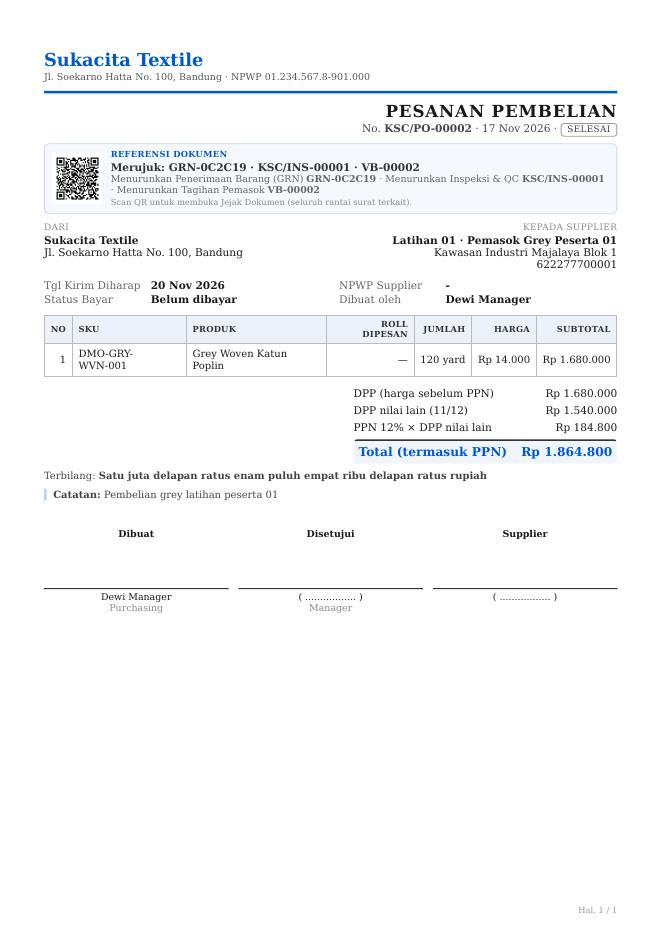 Sukacita Textile
Jl. Soekarno Hatta No. 100, Bandung · NPWP 01.234.567.8-901.000
PESANAN PEMBELIAN
No. KSC/PO-00002 · 17 Nov 2026 · SELESAI
REFERENSI DOKUMEN
Merujuk: GRN-0C2C19 · KSC/INS-00001 · VB-00002
Menurunkan Penerimaan Barang (GRN) GRN-0C2C19 · Menurunkan Inspeksi & QC KSC/INS-00001
· Menurunkan Tagihan Pemasok VB-00002
Scan QR untuk membuka Jejak Dokumen (seluruh rantai surat terkait).
DARI
Sukacita Textile
Jl. Soekarno Hatta No. 100, Bandung
KEPADA SUPPLIER
Latihan 01 · Pemasok Grey Peserta 01
Kawasan Industri Majalaya Blok 1
622277700001
Tgl Kirim Diharap 20 Nov 2026
Status Bayar Belum dibayar
NPWP Supplier -
Dibuat oleh Dewi Manager
NO SKU PRODUK ROLL DIPESAN JUMLAH HARGA SUBTOTAL
1 DMO-GRY-WVN-001 Grey Woven Katun Poplin — 120 yard Rp 14.000 Rp 1.680.000
DPP (harga sebelum PPN) Rp 1.680.000
DPP nilai lain (11/12) Rp 1.540.000
PPN 12% × DPP nilai lain Rp 184.800
Total (termasuk PPN) Rp 1.864.800
Terbilang: Satu juta delapan ratus enam puluh empat ribu delapan ratus rupiah
Catatan: Pembelian grey latihan peserta 01
Dibuat Disetujui Supplier
Dewi Manager ( ................ ) ( ................ )
Purchasing Manager
Hal. 1 / 1